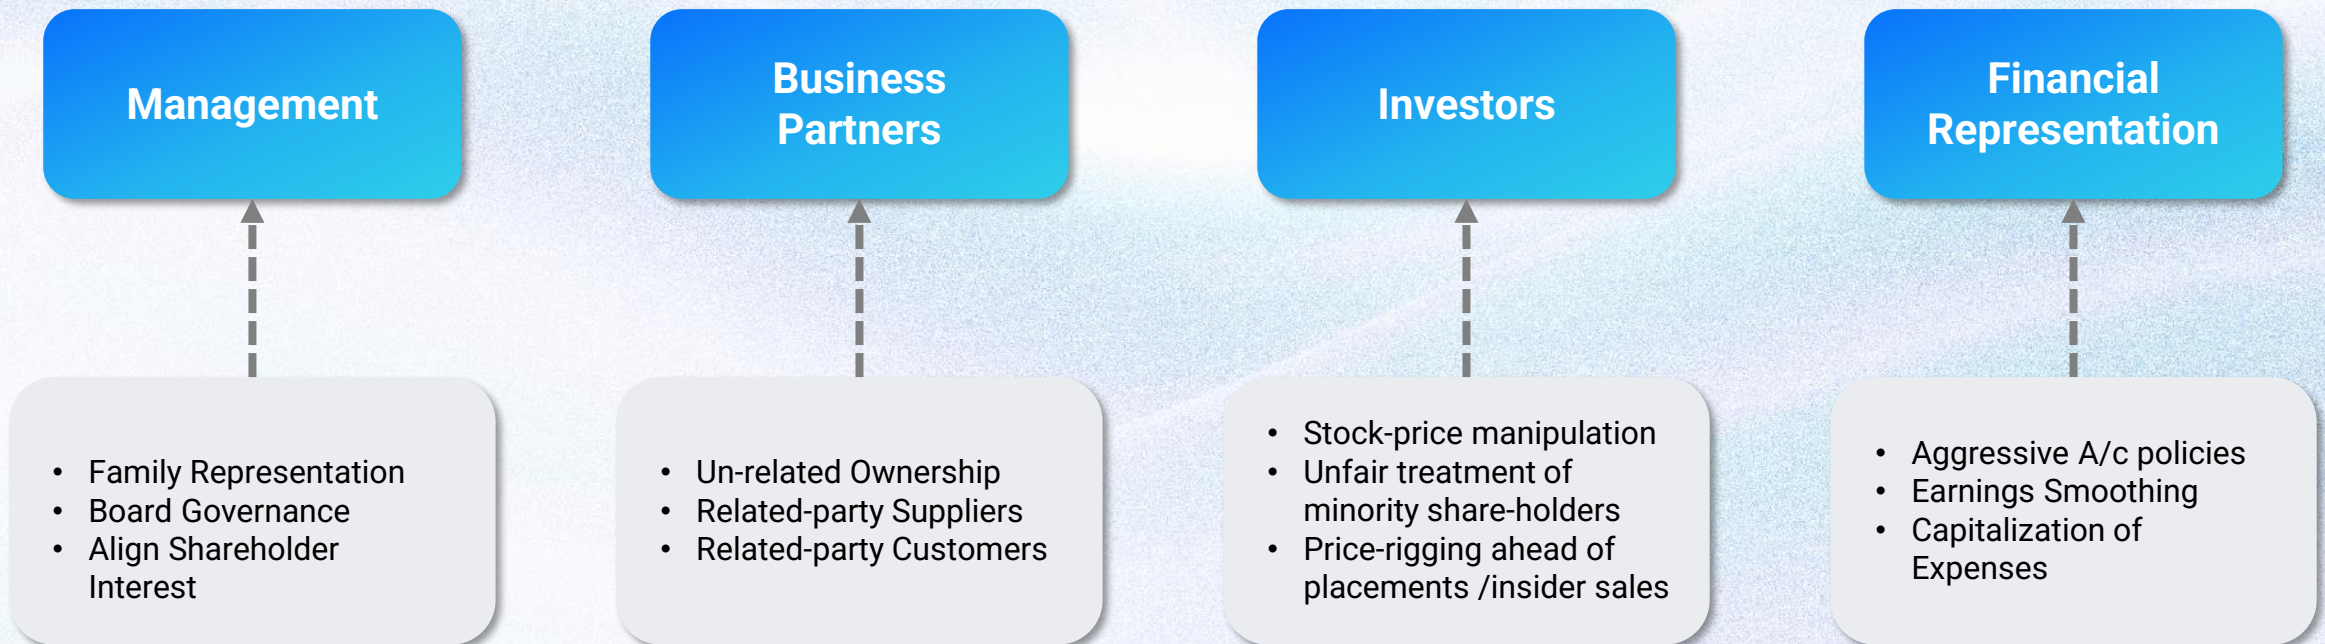 Management
Business
Partners
Investors
Financial
Representation
• Family Representation
• Board Governance
• Align Shareholder
Interest
• Un-related Ownership
• Related-party Suppliers
• Related-party Customers
• Stock-price manipulation
• Unfair treatment of
minority share-holders
• Price-rigging ahead of
placements /insider sales
• Aggressive A/c policies
• Earnings Smoothing
• Capitalization of
Expenses